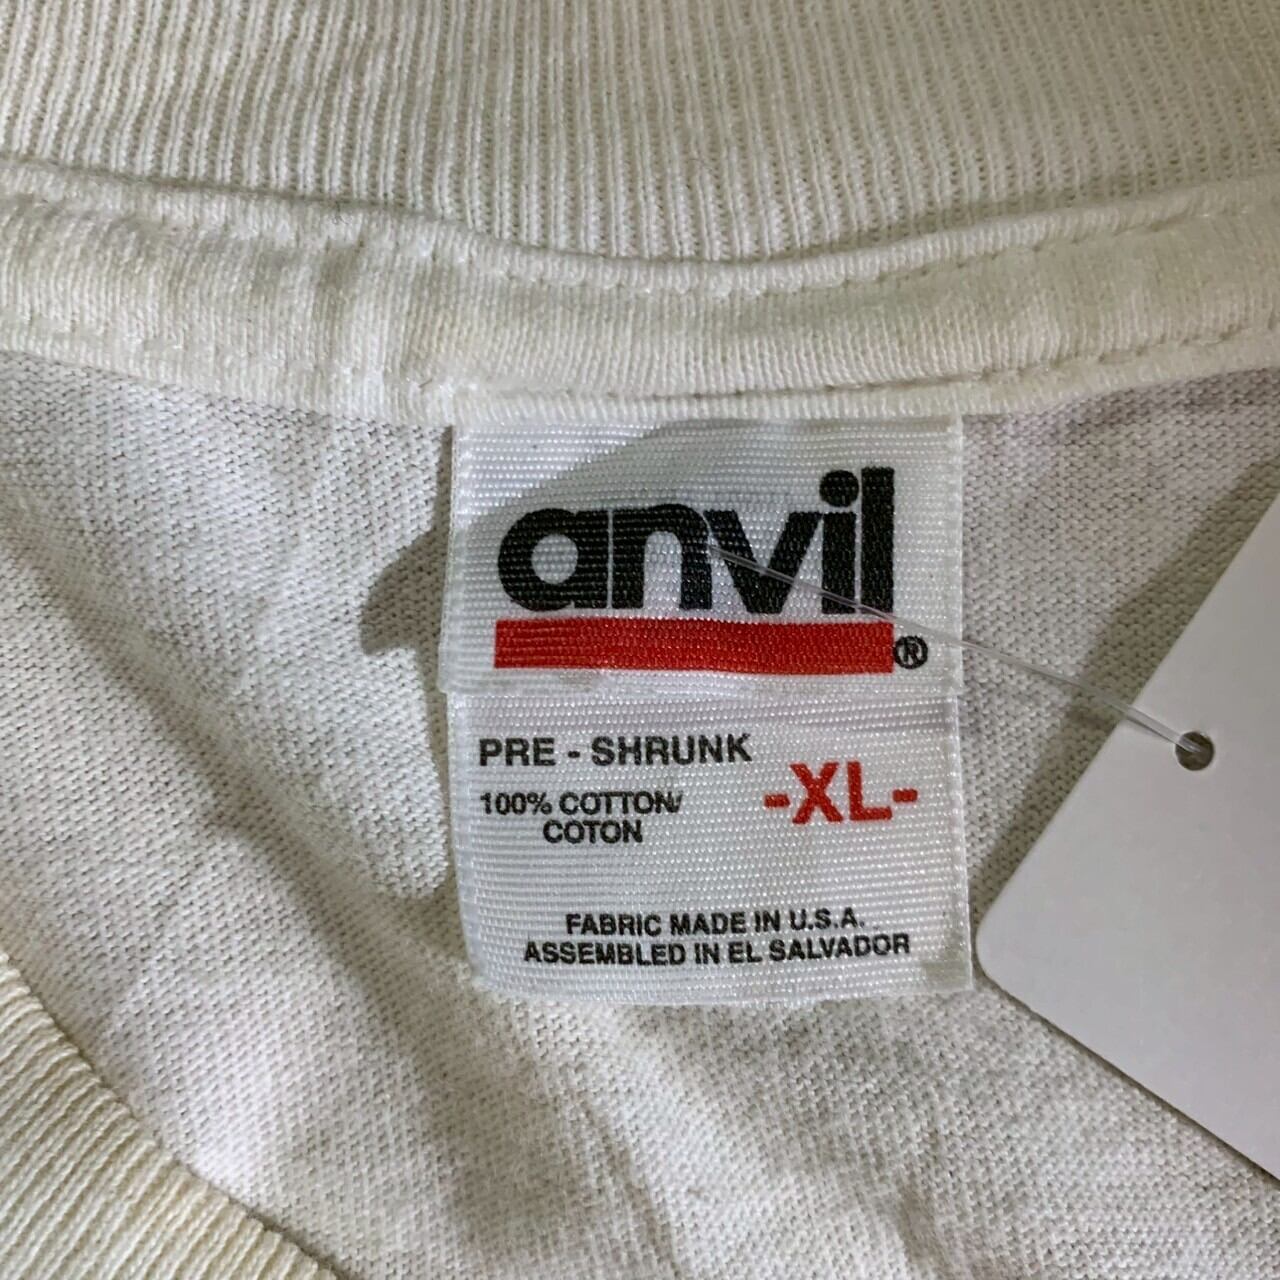 anvil®
PRE - SHRUNK
100% COTTON/
COTON
-XL-
FABRIC MADE IN U.S.A.
ASSEMBLED IN EL SALVADOR